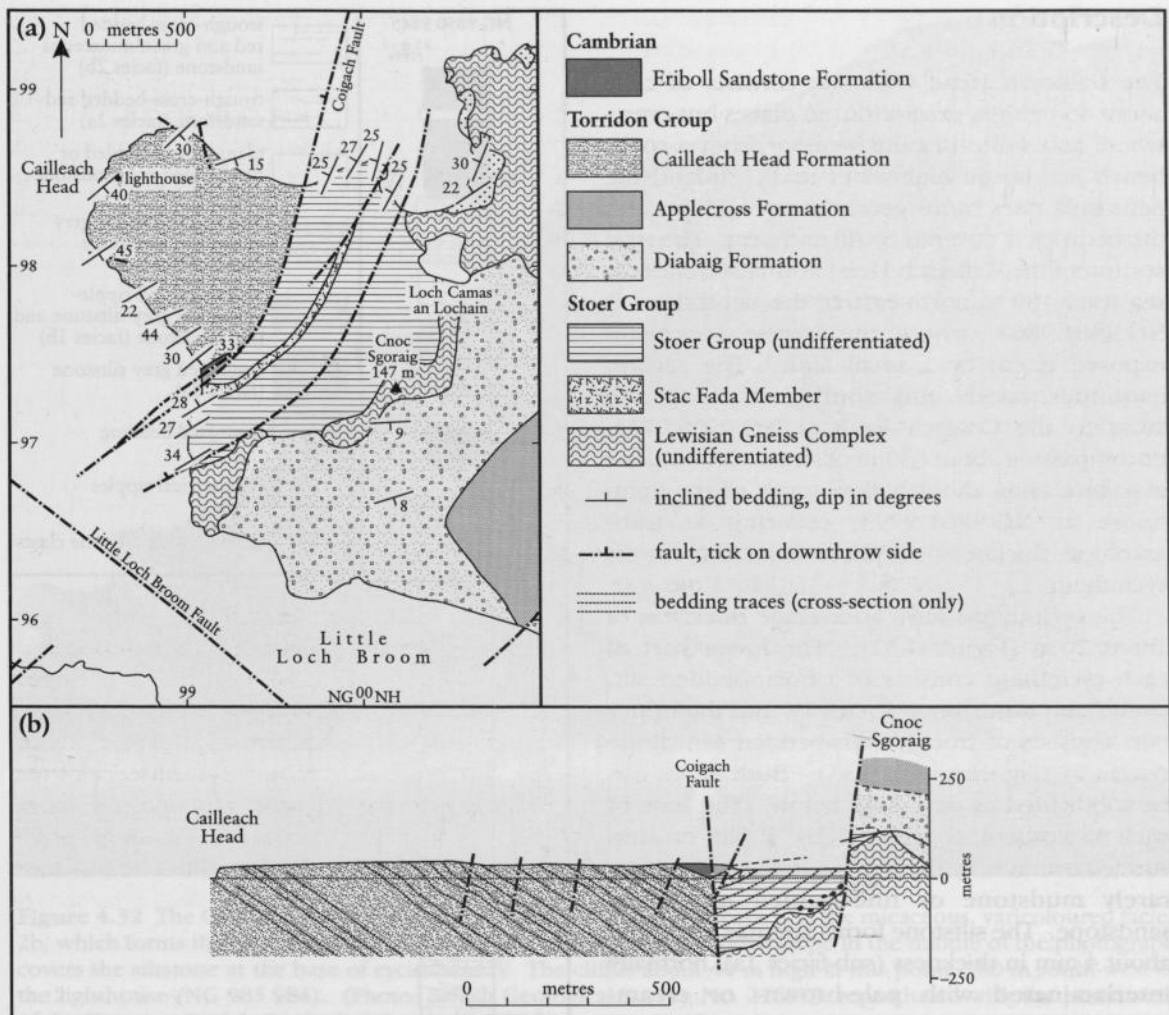 (a)
0 metres 500
N
99
98
97
96
Cailleach
Head
lighthouse
30
15
40
45
22
44
30
33
28
27
34
25
27
25
30
22
9
8
Coigach Fault
Loch Camas
an Lochain
Cnoc
Sgoraig
147 m
Little Loch Broom Fault
Little
Loch Broom
99
NG 00 NH
Cambrian
Eriboll Sandstone Formation
Torridon Group
Cailleach Head Formation
Applecross Formation
Diabaig Formation
Stoer Group
Stoer Group (undifferentiated)
Stac Fada Member
Lewisian Gneiss Complex
(undifferentiated)
inclined bedding, dip in degrees
fault, tick on downthrow side
bedding traces (cross-section only)
(b)
Cailleach
Head
Coigach
Fault
Cnoc
Sgoraig
250
0
-250
metres
0 metres 500